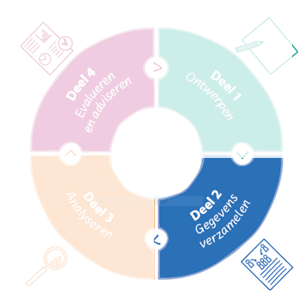 Deel 1
Ontwerpen
Deel 2
Gegevens
verzamelen
Deel 3
Analyseren
Deel 4
Evalueren
en adviseren